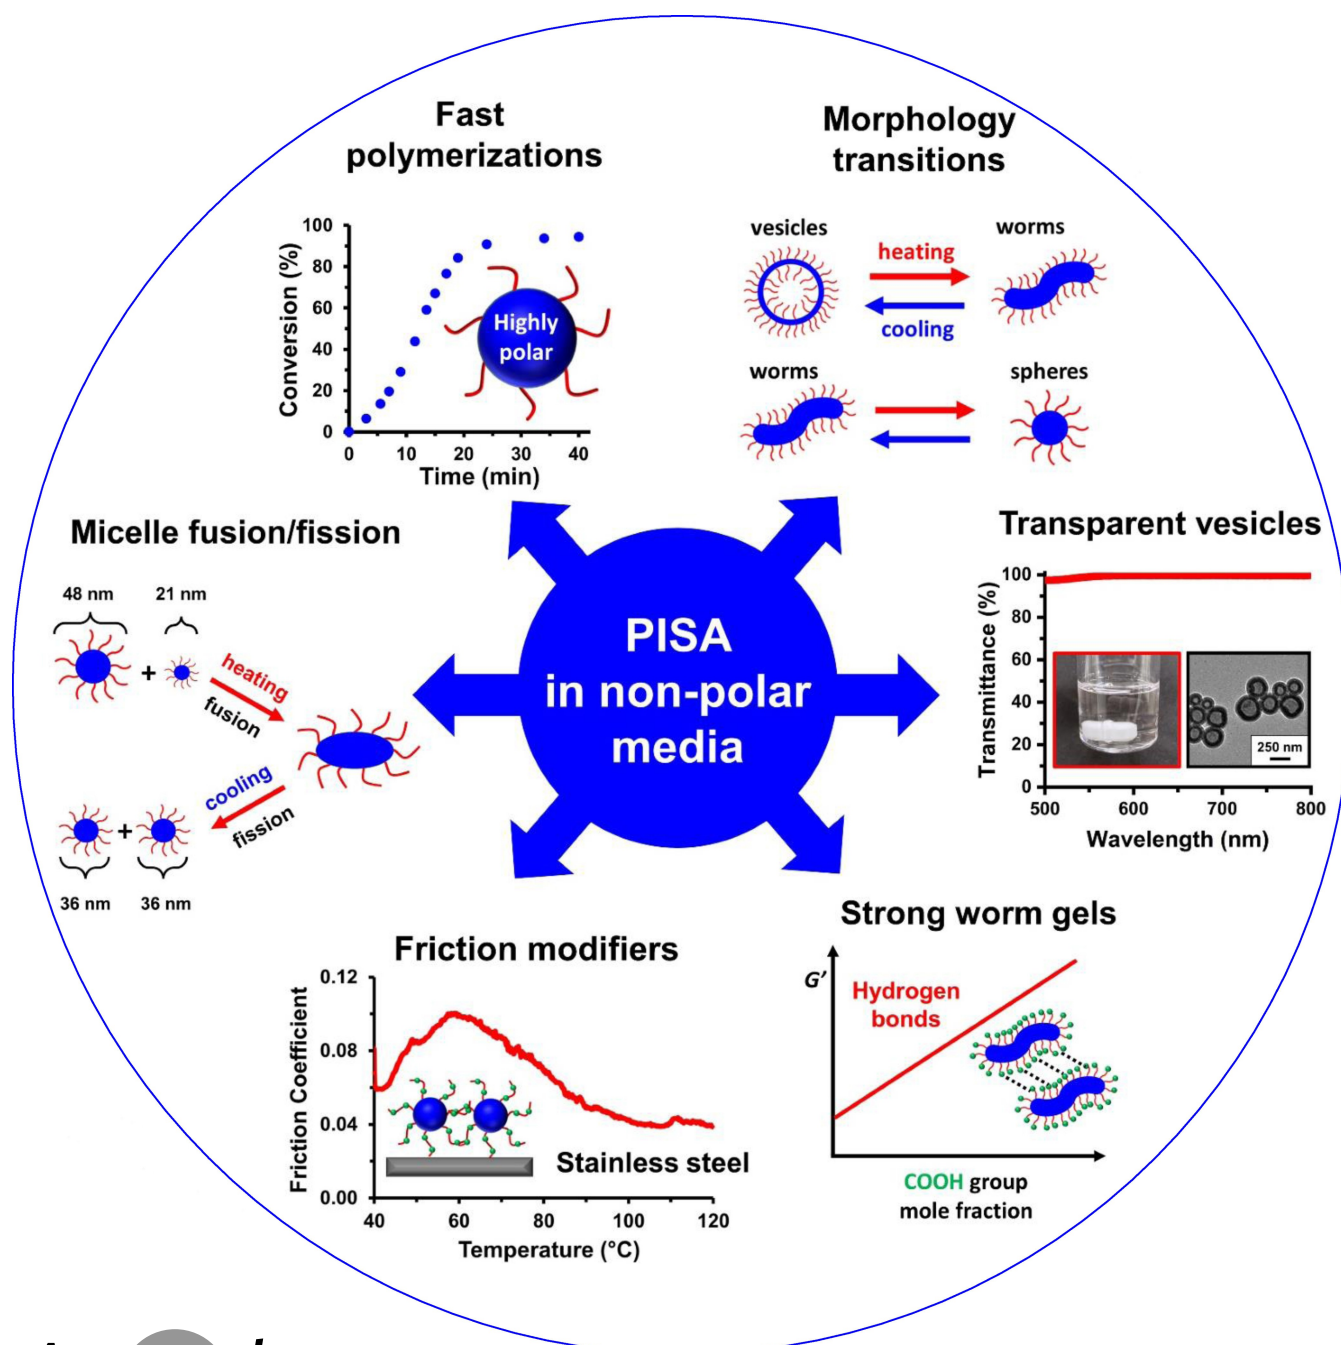 Fast
polymerizations
100
80
60
40
20
0
Conversion (%)
0 10 20 30 40
Time (min)
Highly
polar
Morphology
transitions
vesicles
worms
heating
cooling
worms
spheres
Micelle fusion/fission
48 nm
21 nm
+
heating
fusion
cooling
fission
+
36 nm
36 nm
PISA
in non-polar
media
Transparent vesicles
100
80
60
40
20
0
Transmittance (%)
250 nm
500 600 700 800
Wavelength (nm)
Friction modifiers
0.12
0.08
0.04
0.00
Friction Coefficient
Stainless steel
40 60 80 100 120
Temperature (°C)
Strong worm gels
G′
Hydrogen
bonds
COOH group
mole fraction